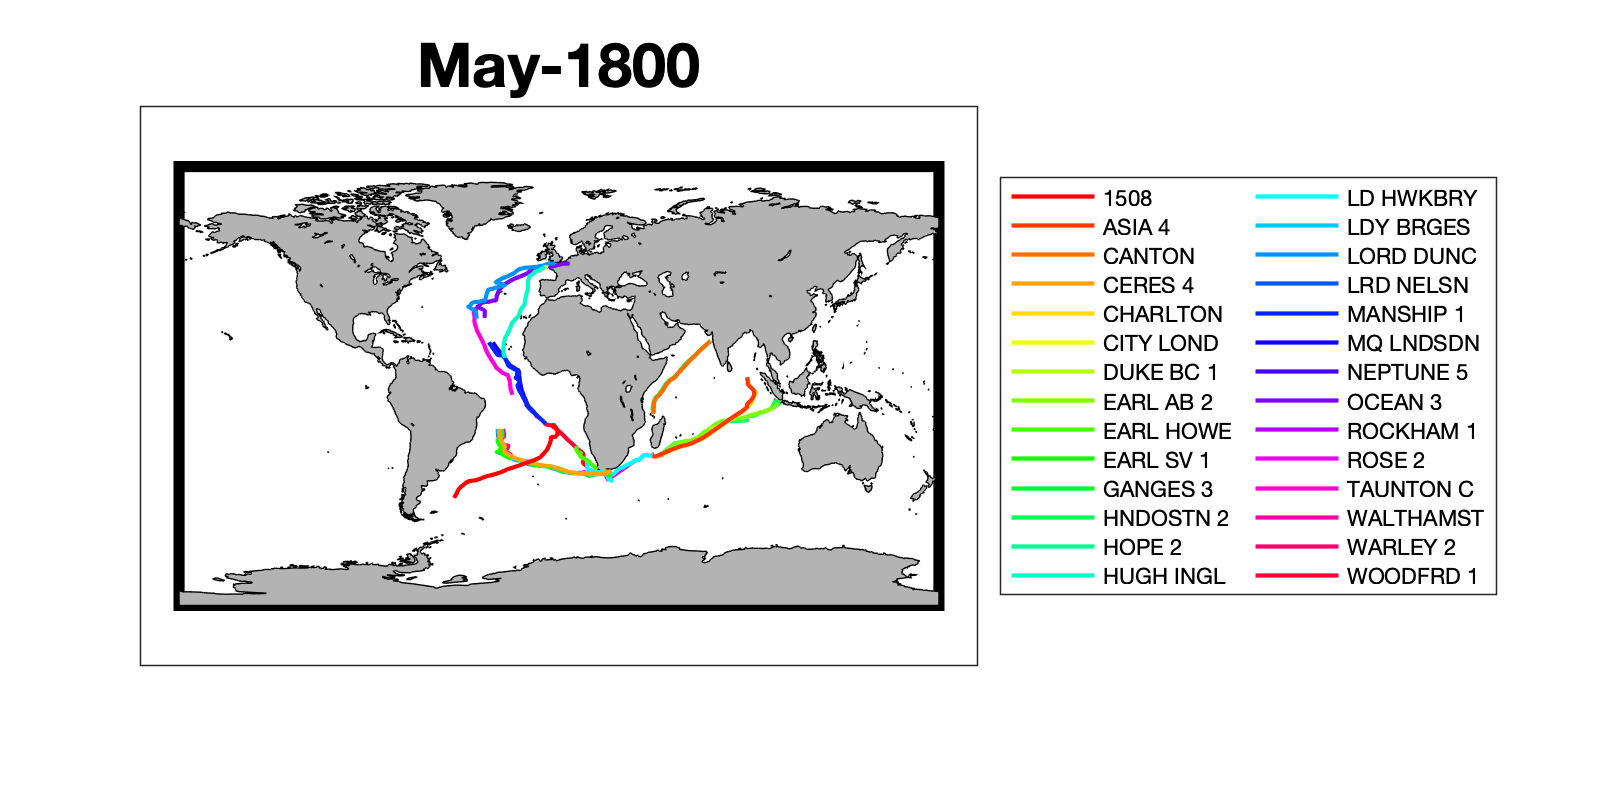 May-1800
1508
ASIA 4
CANTON
CERES 4
CHARLTON
CITY LOND
DUKE BC 1
EARL AB 2
EARL HOWE
EARL SV 1
GANGES 3
HNDOSTN 2
HOPE 2
HUGH INGL
LD HWKBRY
LDY BRGES
LORD DUNC
LRD NELSN
MANSHIP 1
MQ LNDSDN
NEPTUNE 5
OCEAN 3
ROCKHAM 1
ROSE 2
TAUNTON C
WALTHAMST
WARLEY 2
WOODFRD 1